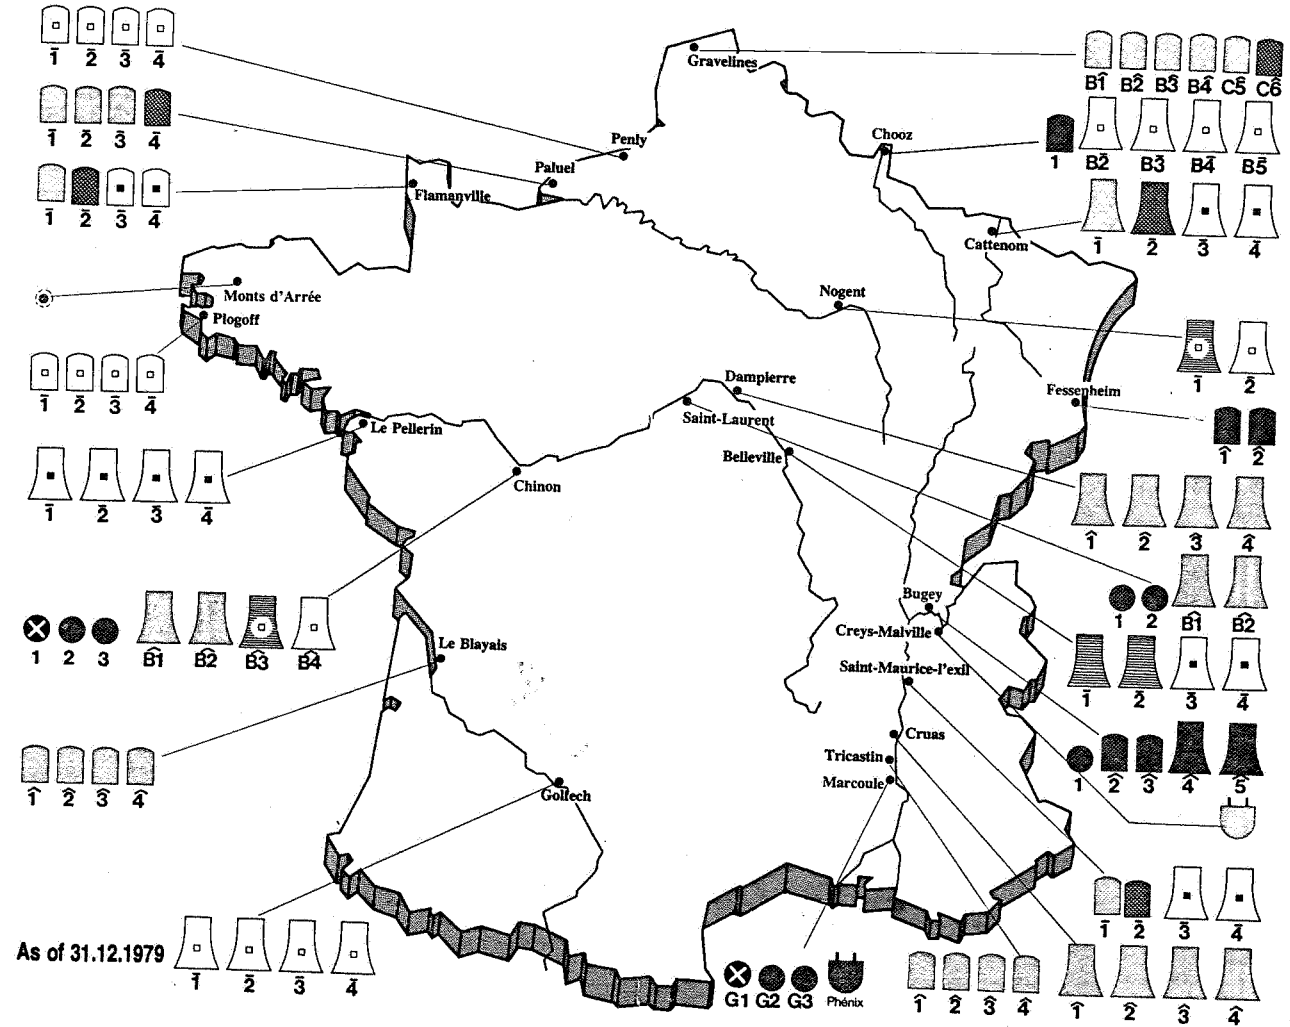 1̄ 2̄ 3̄ 4̄
Gravelines
B1̂ B2̂ B3̂ B4̂ C5̂ C6̂
1̄ 2̄ 3̄ 4̄
Penly
Chooz
1 B2̄ B3̄ B4̄ B5̄
Paluel
1̄ 2̄ 3̄ 4̄
Flamanville
Cattenom
1̄ 2̄ 3̄ 4̄
Monts d'Arrée
Plogoff
Nogent
1̄ 2̄
1̄ 2̄ 3̄ 4̄
Dampierre
Fessenheim
Saint-Laurent
1̂ 2̂
Le Pellerin
Belleville
1̄ 2̄ 3̄ 4̄
Chinon
1̂ 2̂ 3̂ 4̂
1 2 B1̂ B2̂
Bugey
1 2 3 B1̂ B2̂ B3̂ B4̂
Creys-Malville
Le Blayais
Saint-Maurice-l'exil
1̄ 2̄ 3̄ 4̄
Cruas
Tricastin
1 2̂ 3̂ 4̂ 5̂
Marcoule
1̂ 2̂ 3̂ 4̂
Golfech
1̄ 2̄ 3̄ 4̄
As of 31.12.1979
1̄ 2̄ 3̄ 4̄
G1 G2 G3 Phénix
1̂ 2̂ 3̂ 4̂
1̂ 2̂ 3̂ 4̂